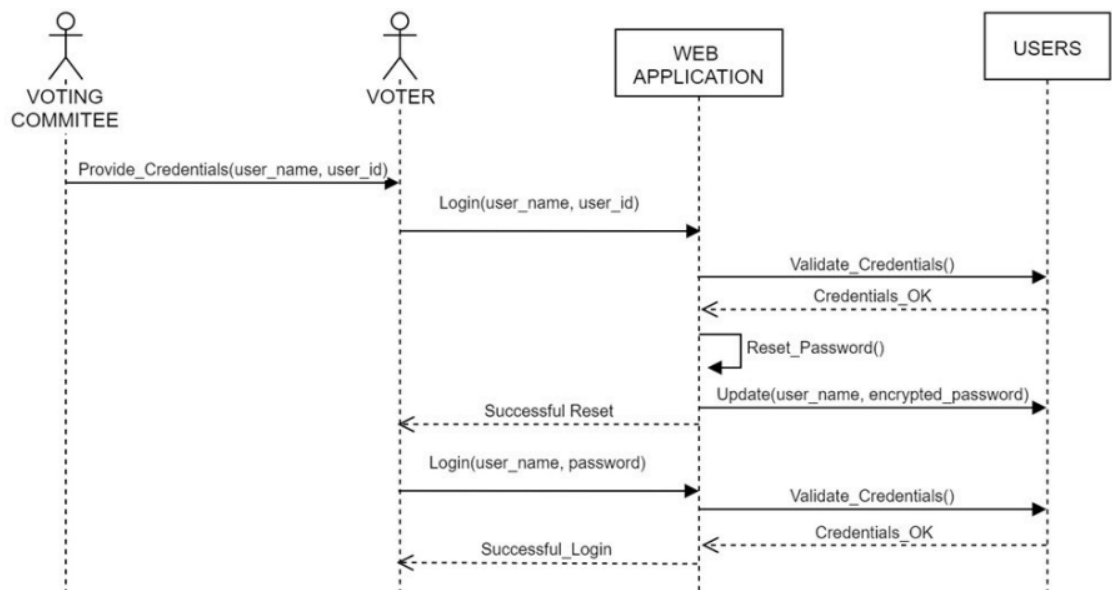 VOTING
COMMITEE
VOTER
WEB
APPLICATION
USERS
Provide_Credentials(user_name, user_id)
Login(user_name, user_id)
Validate_Credentials()
Credentials_OK
Reset_Password()
Update(user_name, encrypted_password)
Successful Reset
Login(user_name, password)
Validate_Credentials()
Credentials_OK
Successful_Login